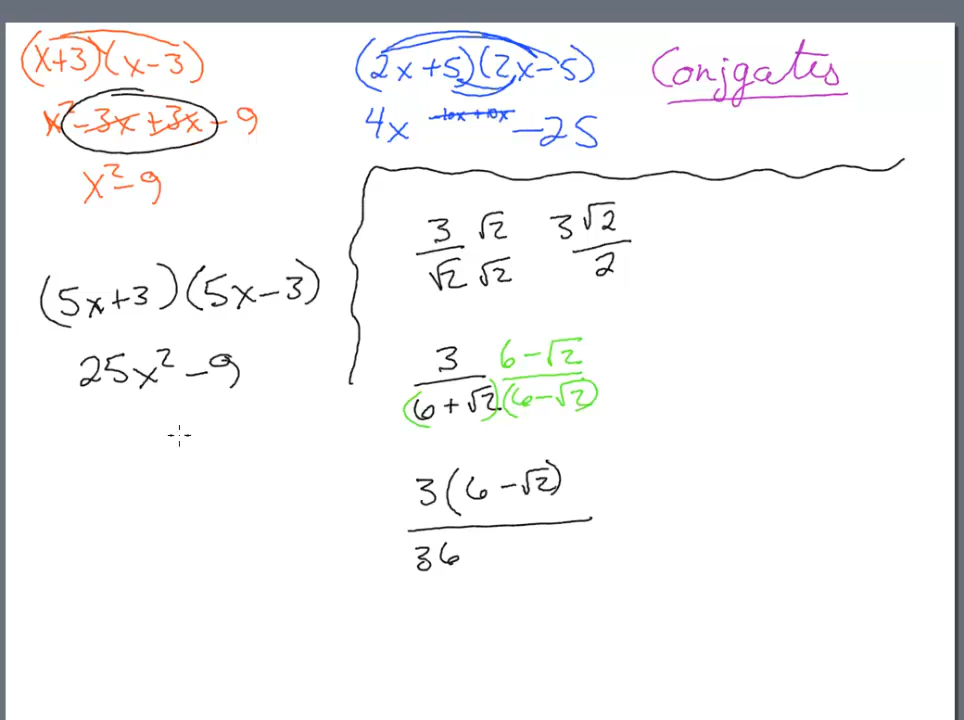 (x+3)(x-3)
x² -3x +3x - 9
x² - 9
(5x+3)(5x-3)
25x² - 9
(2x+5)(2x-5)
4x -10x + 10x - 25
Conjgates
3 √2 3√2
√2 √2 2
3 6-√2
(6+√2)(6-√2)
3(6-√2)
36